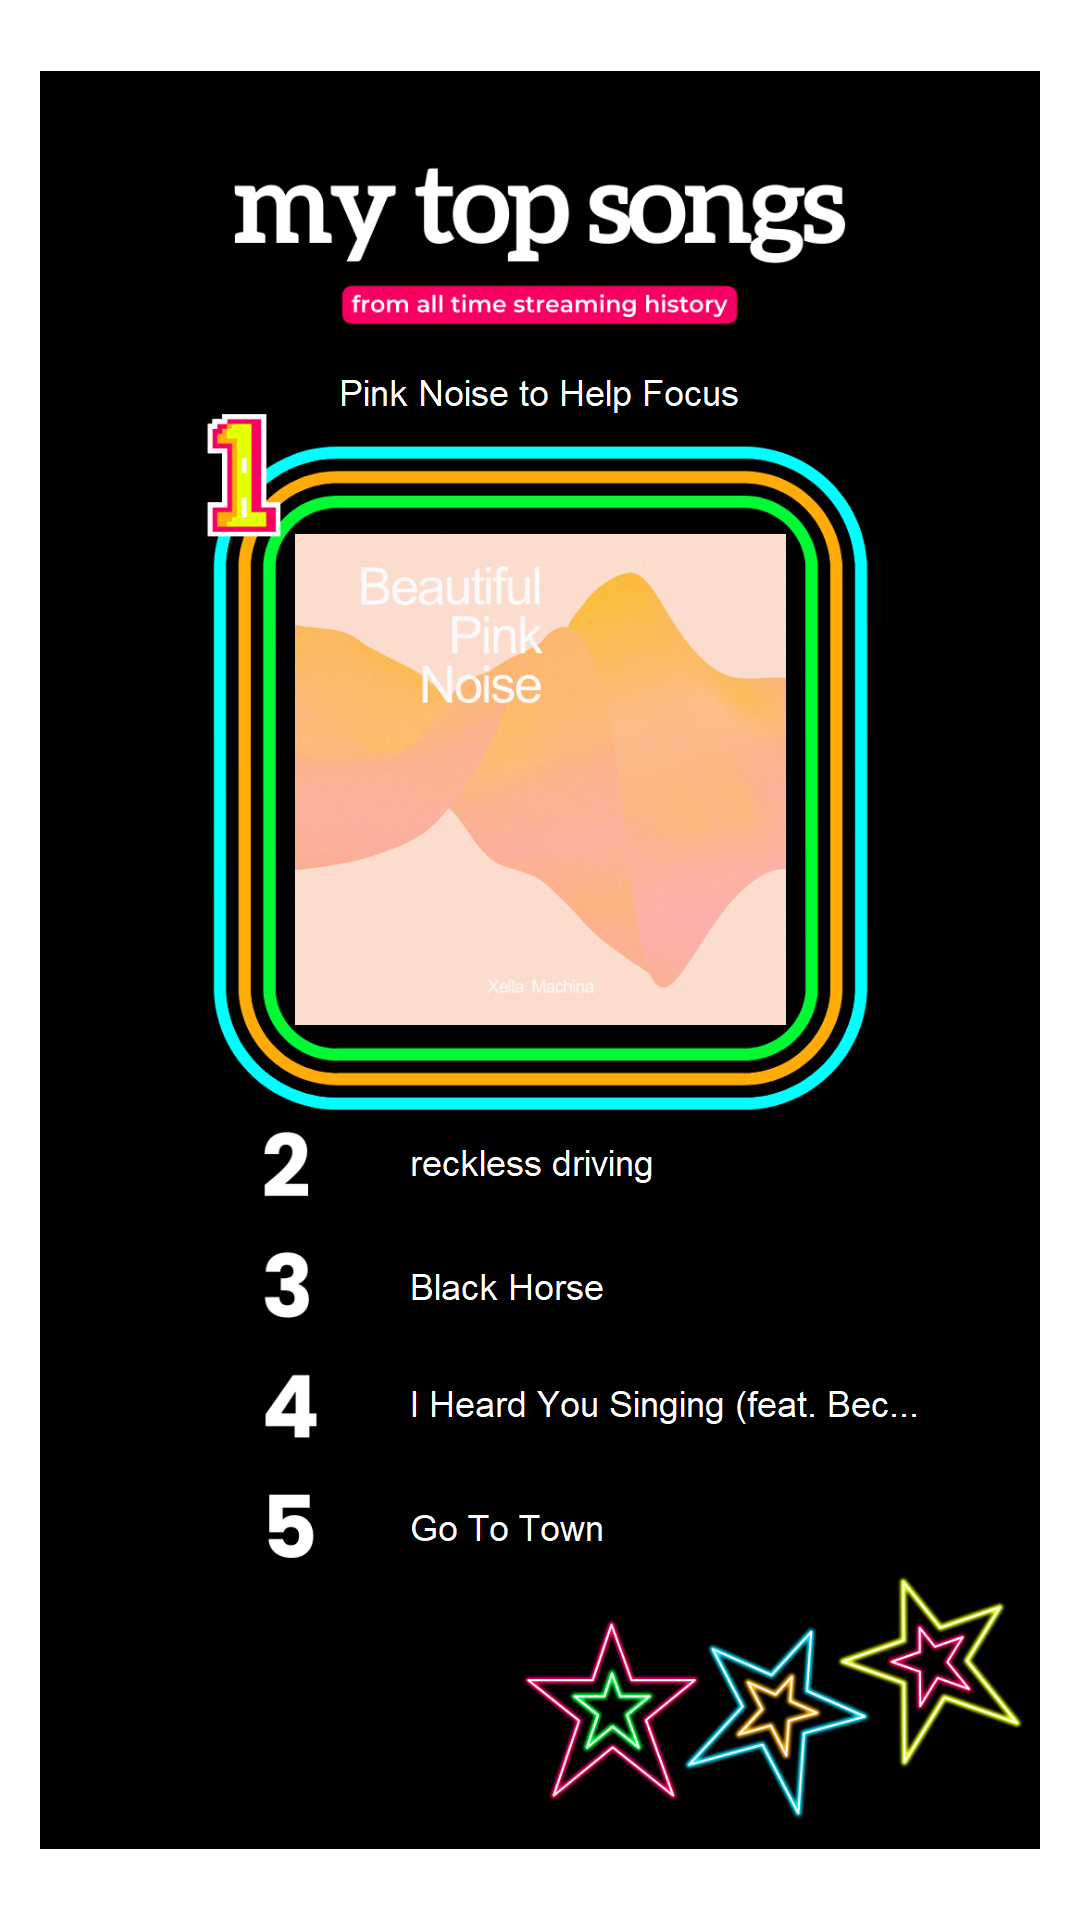 my top songs
from all time streaming history
Pink Noise to Help Focus
1
Beautiful
Pink
Noise
Xella Machina
2 reckless driving
3 Black Horse
4 I Heard You Singing (feat. Bec...
5 Go To Town